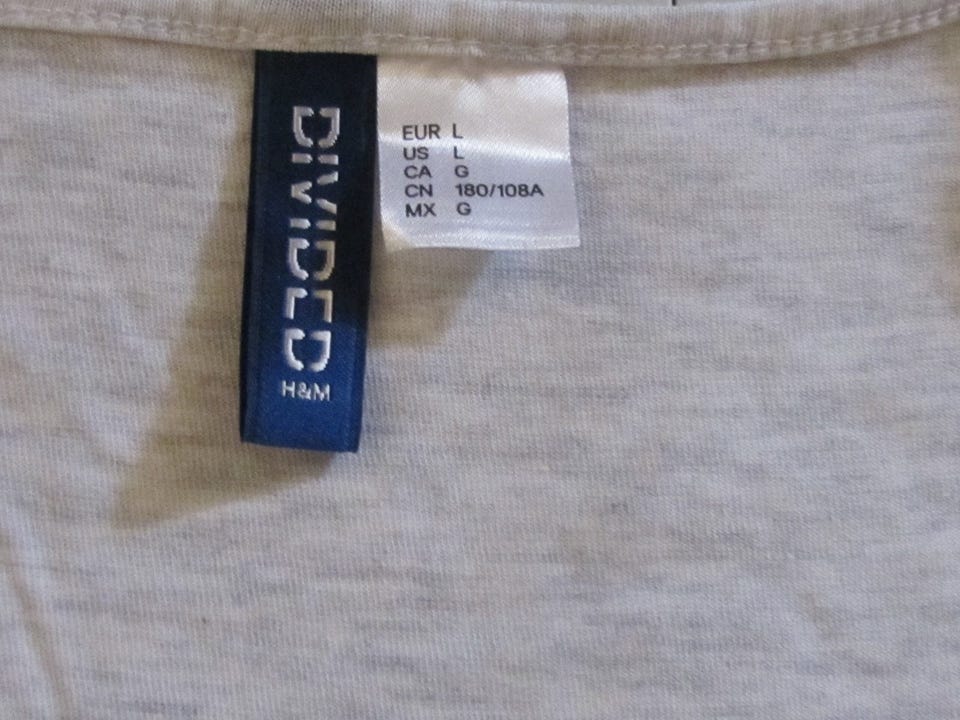 DIVIDED
H&M
EUR L
US L
CA G
CN 180/108A
MX G